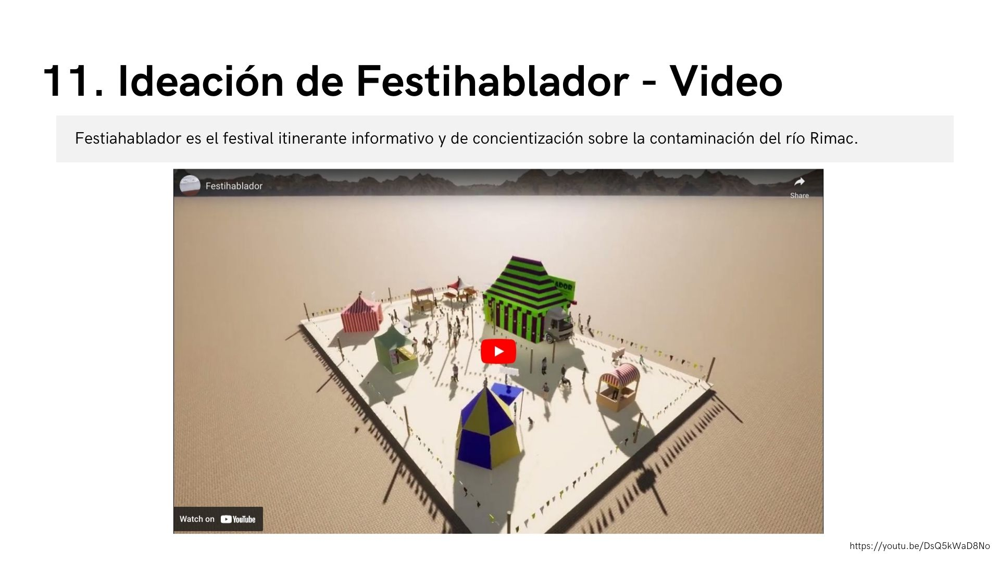 11. Ideación de Festihablador - Video
Festiahablador es el festival itinerante informativo y de concientización sobre la contaminación del río Rimac.
Festihablador
Share
ADOR!
Watch on YouTube
https://youtu.be/DsQ5kWaD8No